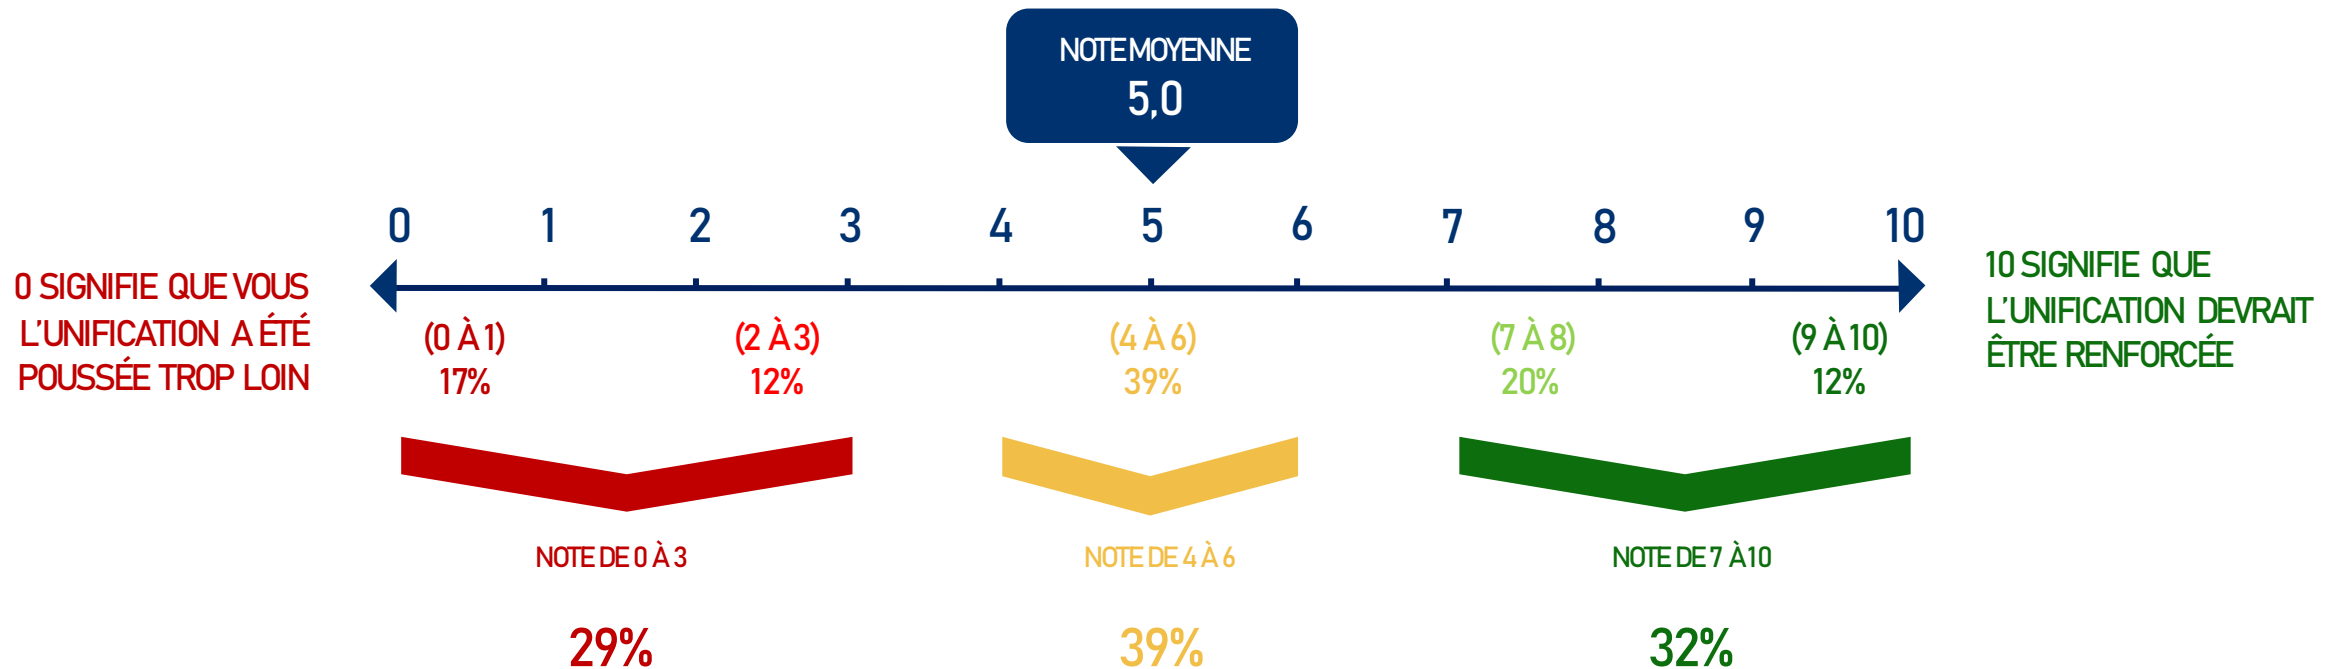 NOTE MOYENNE
5,0
0 1 2 3 4 5 6 7 8 9 10
0 SIGNIFIE QUE VOUS
L'UNIFICATION A ÉTÉ
POUSSÉE TROP LOIN
10 SIGNIFIE QUE
L'UNIFICATION DEVRAIT
ÊTRE RENFORCÉE
(0 À 1) (2 À 3) (4 À 6) (7 À 8) (9 À 10)
17% 12% 39% 20% 12%
NOTE DE 0 À 3 NOTE DE 4 À 6 NOTE DE 7 À 10
29% 39% 32%